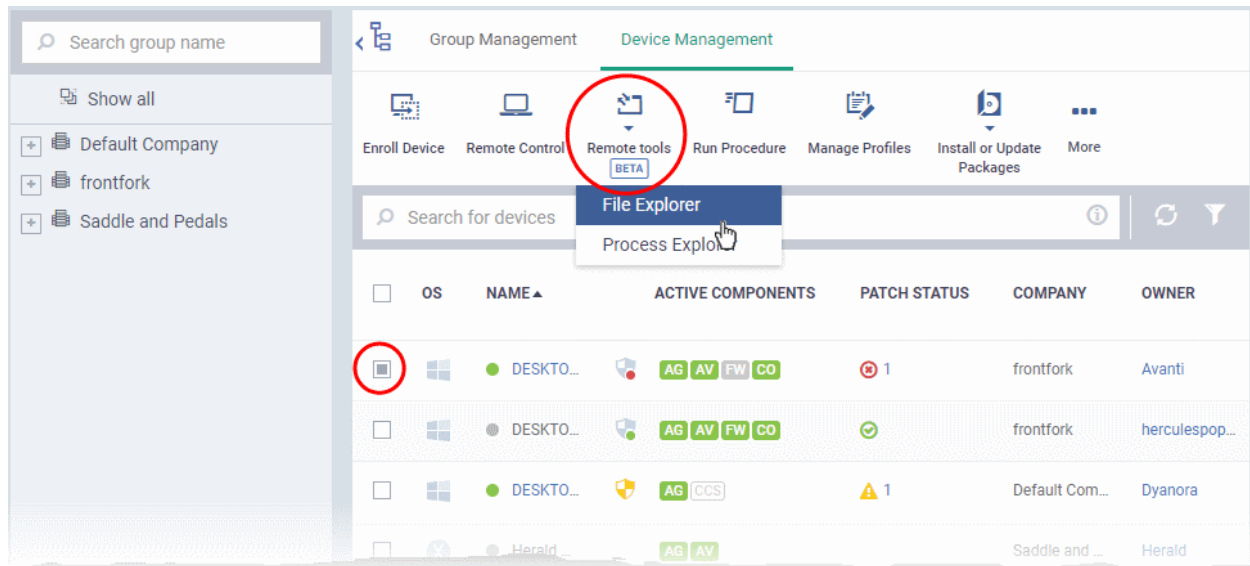 Search group name
Group Management Device Management
Show all
Default Company
frontfork
Saddle and Pedals
Enroll Device Remote Control Remote tools Run Procedure Manage Profiles Install or Update More
BETA Packages
Search for devices
File Explorer
Process Explorer
OS NAME ACTIVE COMPONENTS PATCH STATUS COMPANY OWNER
DESKTO... AG AV FW CO 1 frontfork Avanti
DESKTO... AG AV FW CO frontfork herculespop...
DESKTO... AG CCS 1 Default Com... Dyanora
Herald ... AG AV Saddle and ... Herald